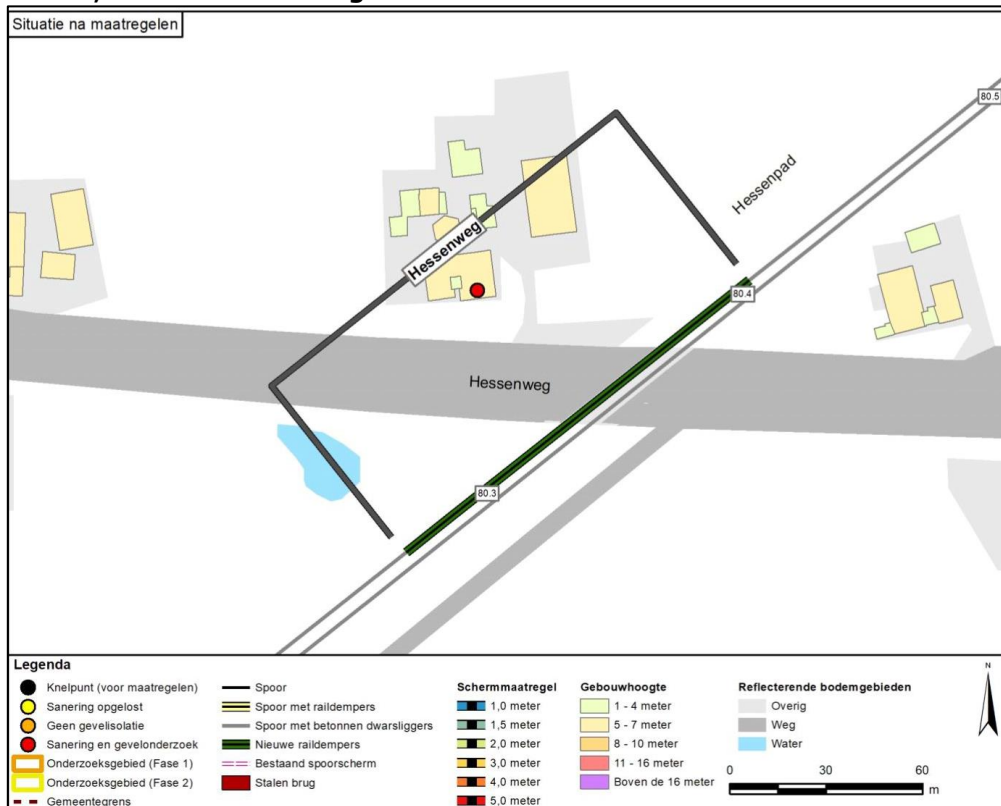 Situatie na maatregelen
80.5
Hessenpad
Hessenweg
80.4
Hessenweg
80.3
Legenda
Knelpunt (voor maatregelen)
Sanering opgelost
Geen gevelisolatie
Sanering en gevelonderzoek
Onderzoeksgebied (Fase 1)
Onderzoeksgebied (Fase 2)
Gemeentegrens
Spoor
Spoor met raildempers
Spoor met betonnen dwarsliggers
Nieuwe raildempers
Bestaand spoorscherm
Stalen brug
Schermmaatregel
1,0 meter
1,5 meter
2,0 meter
3,0 meter
4,0 meter
5,0 meter
Gebouwhoogte
1 - 4 meter
5 - 7 meter
8 - 10 meter
11 - 16 meter
Boven de 16 meter
Reflecterende bodemgebieden
Overig
Weg
Water
N
0 30 60
m